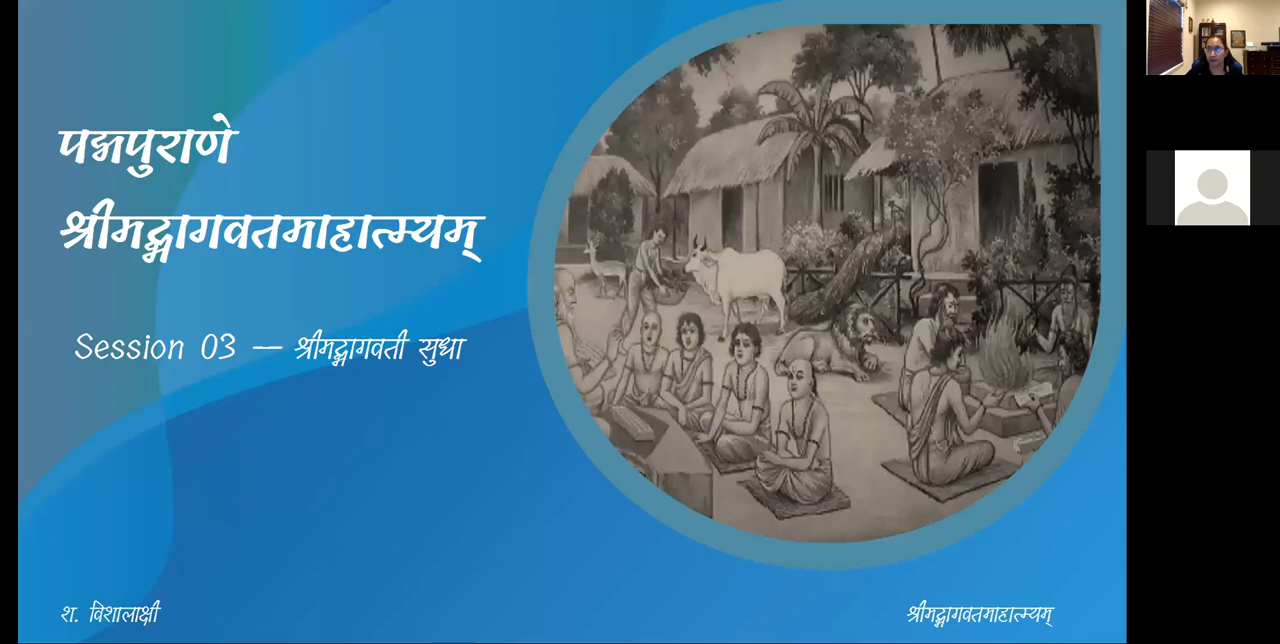 पद्मपुराणे
श्रीमद्भागवतमाहात्म्यम्
Session 03 — श्रीमद्भागवती सुधा
श. विशालाक्षी
श्रीमद्भागवतमाहात्म्यम्